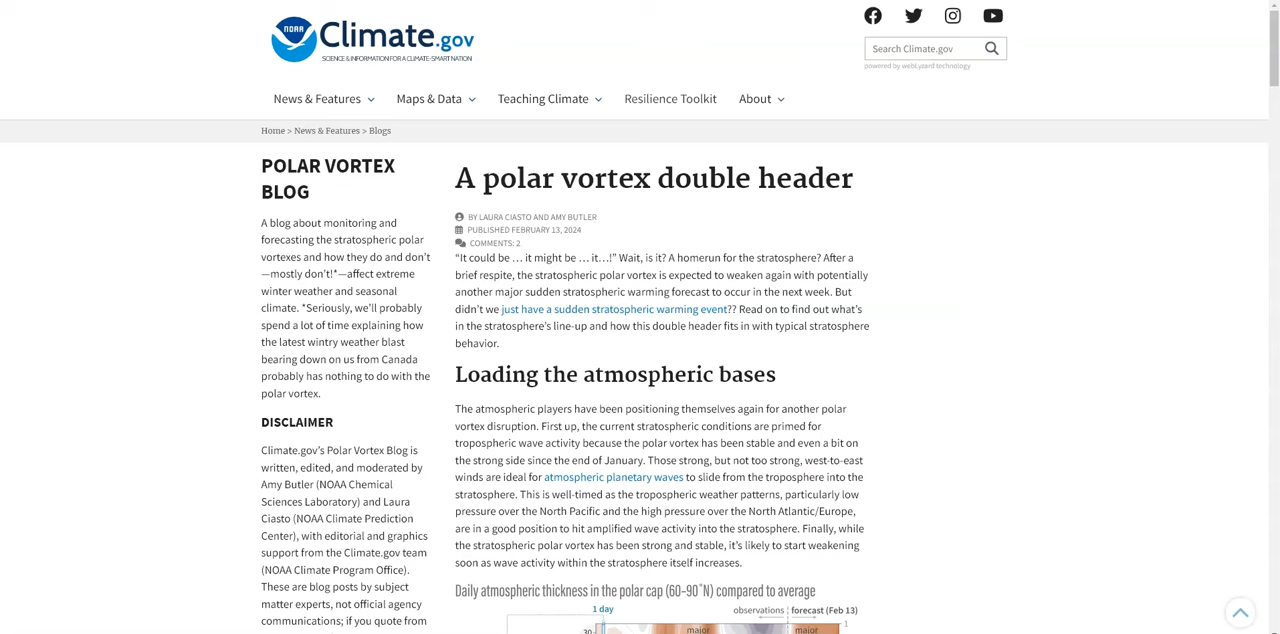 NOAA
Climate.gov
SCIENCE & INFORMATION FOR A CLIMATE-SMART NATION
Search Climate.gov
powered by webLyzard technology
News & Features
Maps & Data
Teaching Climate
Resilience Toolkit
About
Home > News & Features > Blogs
POLAR VORTEX
BLOG
A blog about monitoring and
forecasting the stratospheric polar
vortexes and how they do and don't
—mostly don't!*—affect extreme
winter weather and seasonal
climate. *Seriously, we'll probably
spend a lot of time explaining how
the latest wintry weather blast
bearing down on us from Canada
probably has nothing to do with the
polar vortex.
DISCLAIMER
Climate.gov's Polar Vortex Blog is
written, edited, and moderated by
Amy Butler (NOAA Chemical
Sciences Laboratory) and Laura
Ciasto (NOAA Climate Prediction
Center), with editorial and graphics
support from the Climate.gov team
(NOAA Climate Program Office).
These are blog posts by subject
matter experts, not official agency
communications; if you quote from
A polar vortex double header
BY LAURA CIASTO AND AMY BUTLER
PUBLISHED FEBRUARY 13, 2024
COMMENTS: 2
“It could be … it might be … it…!” Wait, is it? A homerun for the stratosphere? After a
brief respite, the stratospheric polar vortex is expected to weaken again with potentially
another major sudden stratospheric warming forecast to occur in the next week. But
didn't we just have a sudden stratospheric warming event?? Read on to find out what's
in the stratosphere's line-up and how this double header fits in with typical stratosphere
behavior.
Loading the atmospheric bases
The atmospheric players have been positioning themselves again for another polar
vortex disruption. First up, the current stratospheric conditions are primed for
tropospheric wave activity because the polar vortex has been stable and even a bit on
the strong side since the end of January. Those strong, but not too strong, west-to-east
winds are ideal for atmospheric planetary waves to slide from the troposphere into the
stratosphere. This is well-timed as the tropospheric weather patterns, particularly low
pressure over the North Pacific and the high pressure over the North Atlantic/Europe,
are in a good position to hit amplified wave activity into the stratosphere. Finally, while
the stratospheric polar vortex has been strong and stable, it's likely to start weakening
soon as wave activity within the stratosphere itself increases.
Daily atmospheric thickness in the polar cap (60-90°N) compared to average
1 day
observations
forecast (Feb 13)
30
major
major
1